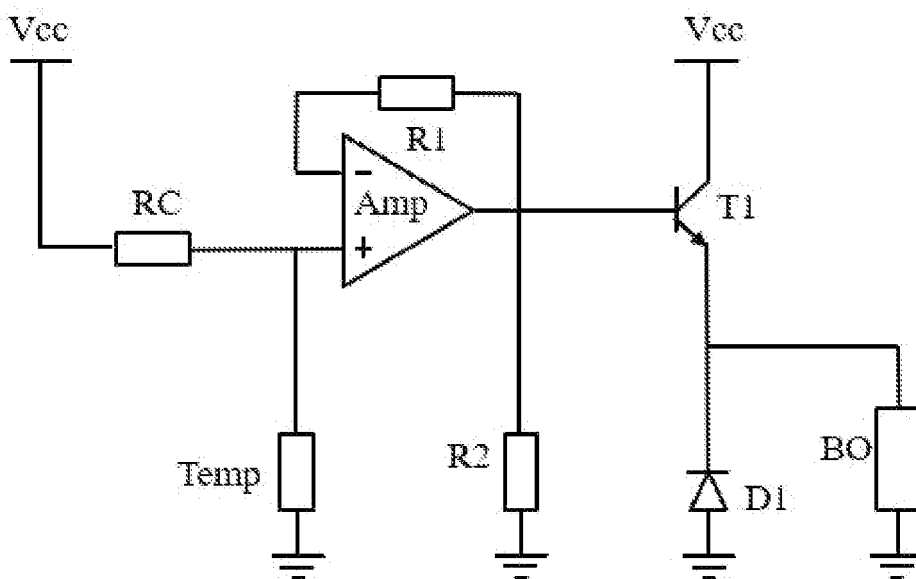 Vcc
Vcc
R1
RC
-
Amp
T1
+
Temp
R2
BO
D1